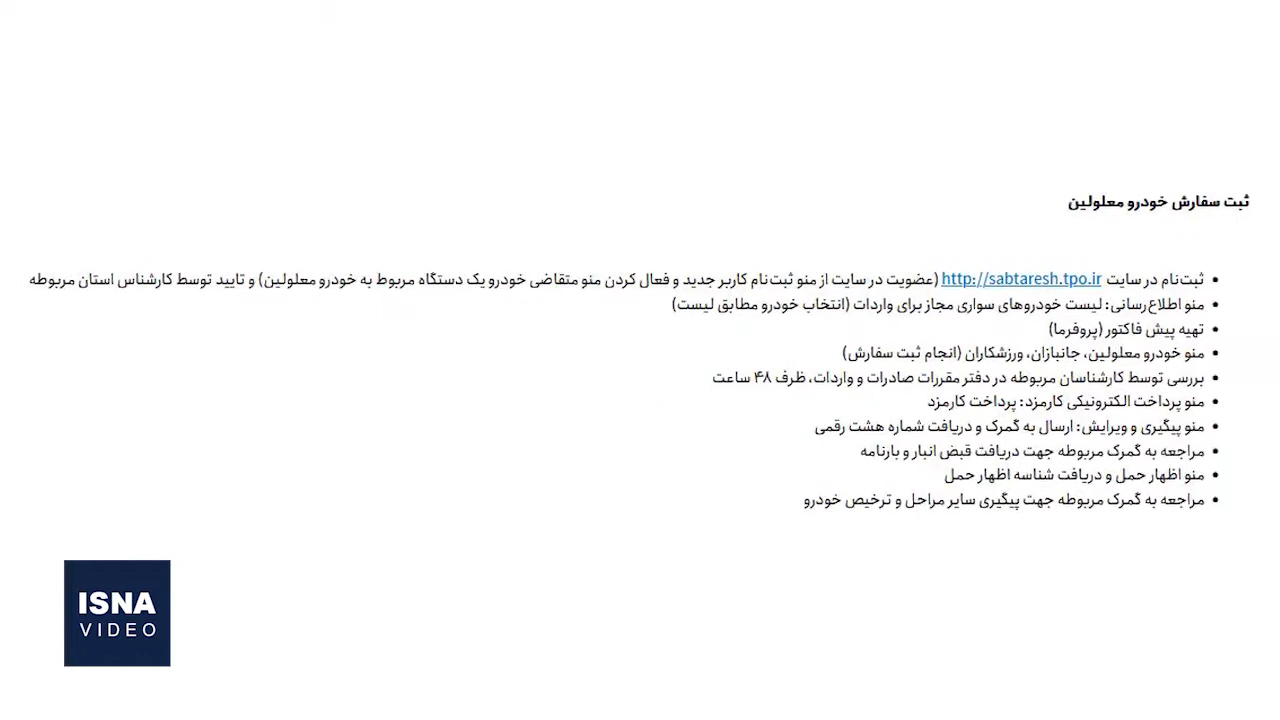 ثبت سفارش خودرو معلولین
• ثبت‌نام در سایت http://sabtaresh.tpo.ir (عضویت در سایت از منو ثبت‌نام کاربر جدید و فعال کردن منو متقاضی خودرو یک دستگاه مربوط به خودرو معلولین) و تایید توسط کارشناس استان مربوطه
• منو اطلاع‌رسانی: لیست خودروهای سواری مجاز برای واردات (انتخاب خودرو مطابق لیست)
• تهیه پیش فاکتور (پروفرما)
• منو خودرو معلولین، جانبازان، ورزشکاران (انجام ثبت سفارش)
• بررسی توسط کارشناسان مربوطه در دفتر مقررات صادرات و واردات، ظرف ۴۸ ساعت
• منو پرداخت الکترونیکی کارمزد: پرداخت کارمزد
• منو پیگیری و ویرایش: ارسال به گمرک و دریافت شماره هشت رقمی
• مراجعه به گمرک مربوطه جهت دریافت قبض انبار و بارنامه
• منو اظهار حمل و دریافت شناسه اظهار حمل
• مراجعه به گمرک مربوطه جهت پیگیری سایر مراحل و ترخیص خودرو
ISNA
VIDEO